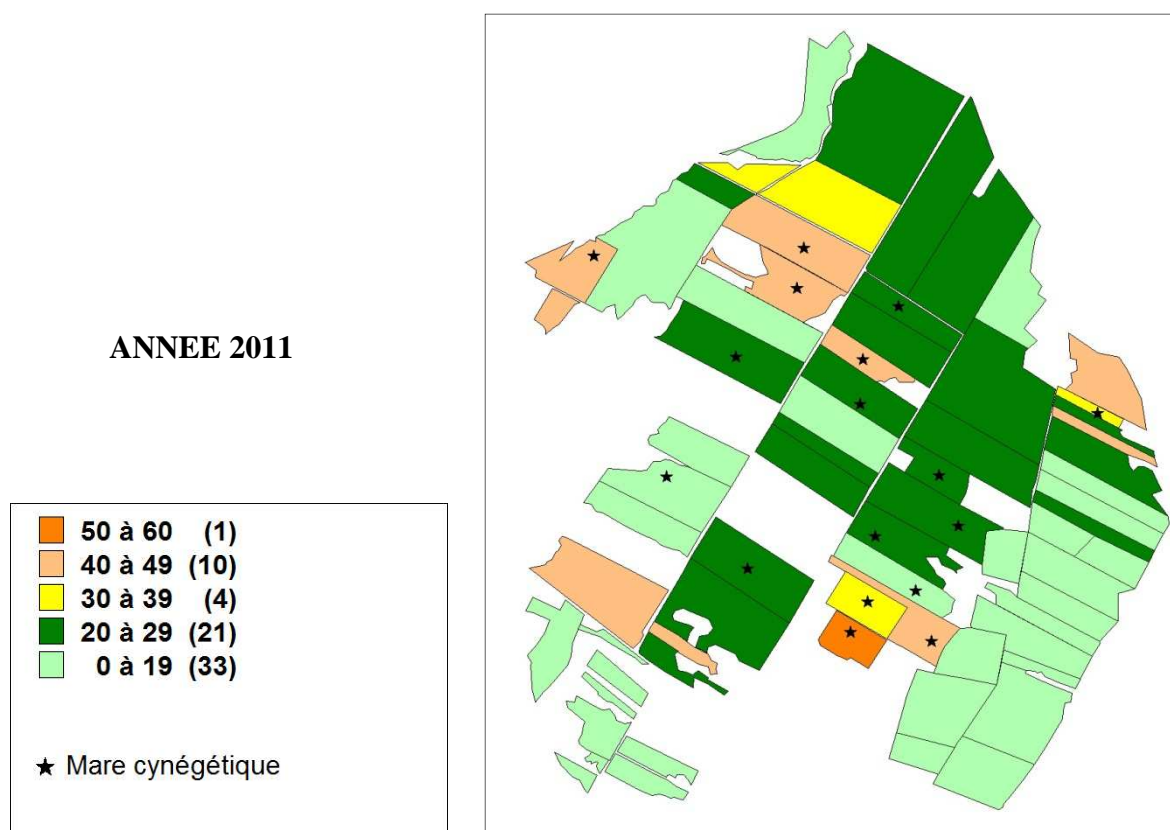 ANNEE 2011
50 à 60 (1)
40 à 49 (10)
30 à 39 (4)
20 à 29 (21)
0 à 19 (33)
Mare cynégétique